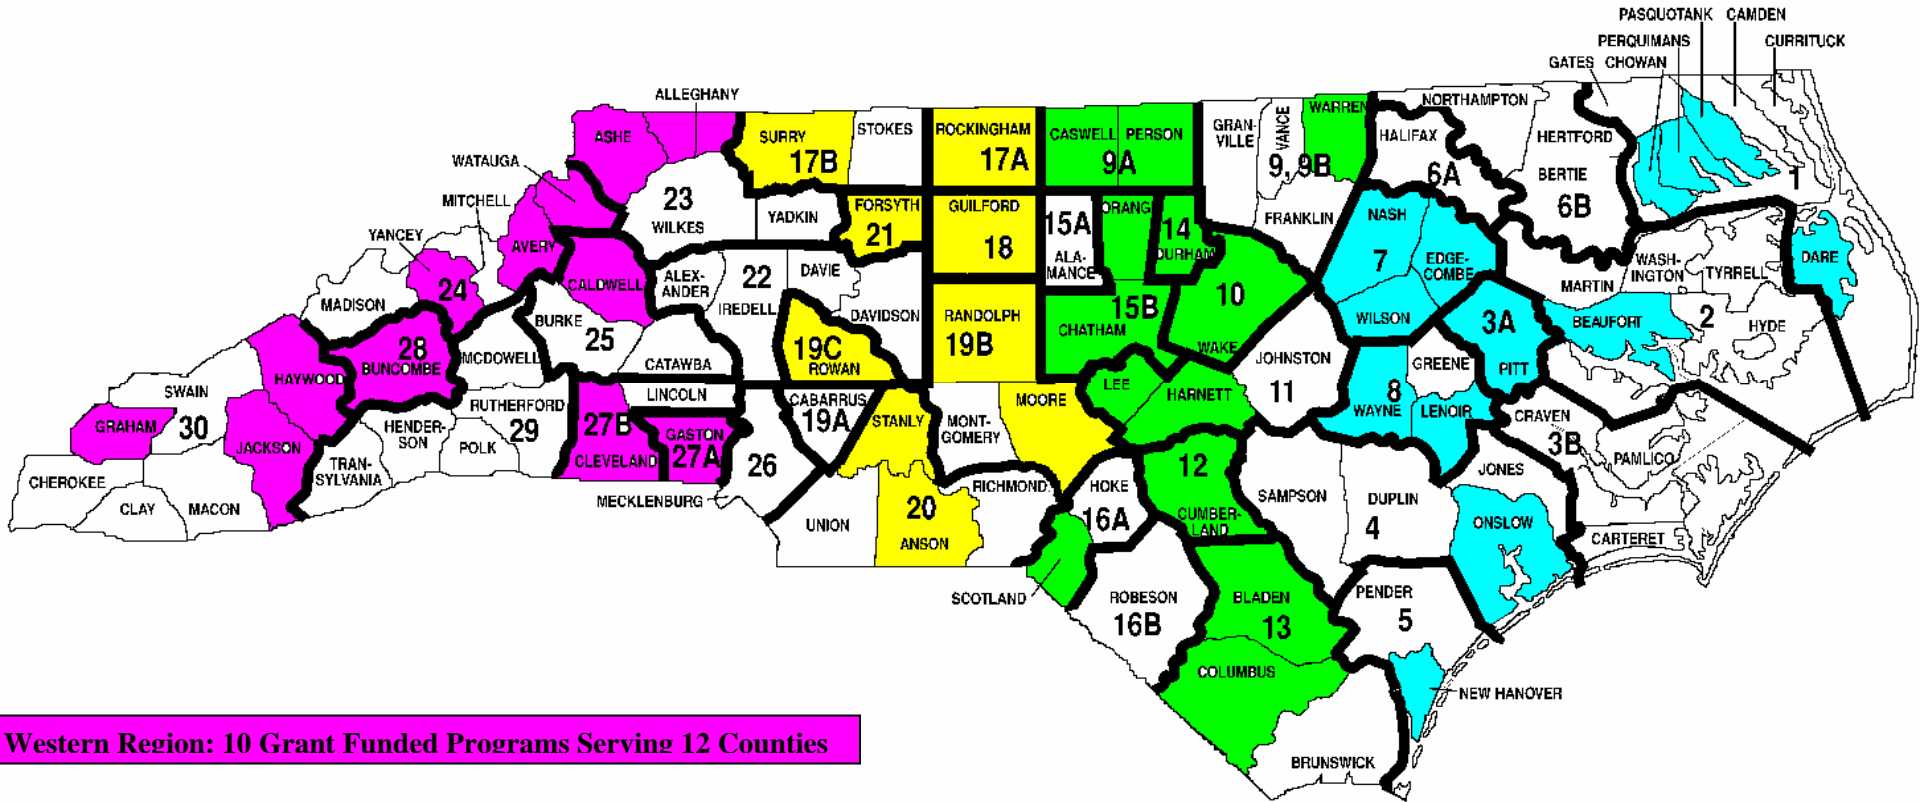 PASQUOTANK CAMDEN
PERQUIMANS CURRITUCK
GATES CHOWAN
ALLEGHANY
ASHE
SURRY
17B
STOKES
ROCKINGHAM
17A
CASWELL PERSON
9A
GRAN-
VILLE
VANCE
WARREN
9, 9B
FRANKLIN
NORTHAMPTON
HALIFAX
6A
HERTFORD
BERTIE
6B
1
WATAUGA
MITCHELL
23
WILKES
YADKIN
FORSYTH
21
GUILFORD
18
15A
ALA-
MANCE
ORANG
14
DURHAM
NASH
7
EDGE-
COMBE
WILSON
WASH-
INGTON
TYRRELL
MARTIN
DARE
YANCEY
AVERY
24
MADISON
CALDWELL
ALEX-
ANDER
22
IREDELL
DAVIE
DAVIDSON
RANDOLPH
19B
15B
CHATHAM
10
WAKE
3A
PITT
BEAUFORT
2
HYDE
BURKE
25
CATAWBA
19C
ROWAN
MCDOWELL
28
BUNCOMBE
HAYWOOD
SWAIN
GRAHAM
30
JACKSON
CHEROKEE
CLAY
MACON
TRAN-
SYLVANIA
HENDER-
SON
POLK
RUTHERFORD
29
27B
CLEVELAND
LINCOLN
GASTON
27A
26
MECKLENBURG
CABARRUS
19A
STANLY
MONT-
GOMERY
MOORE
LEE
HARNETT
JOHNSTON
11
8
WAYNE
GREENE
LENOIR
CRAVEN
3B
PAMLICO
JONES
CARTERET
UNION
20
ANSON
RICHMOND
HOKE
16A
12
CUMBER-
LAND
SAMPSON
DUPLIN
4
ONSLOW
SCOTLAND
ROBESON
16B
BLADEN
13
COLUMBUS
PENDER
5
NEW HANOVER
BRUNSWICK
Western Region: 10 Grant Funded Programs Serving 12 Counties